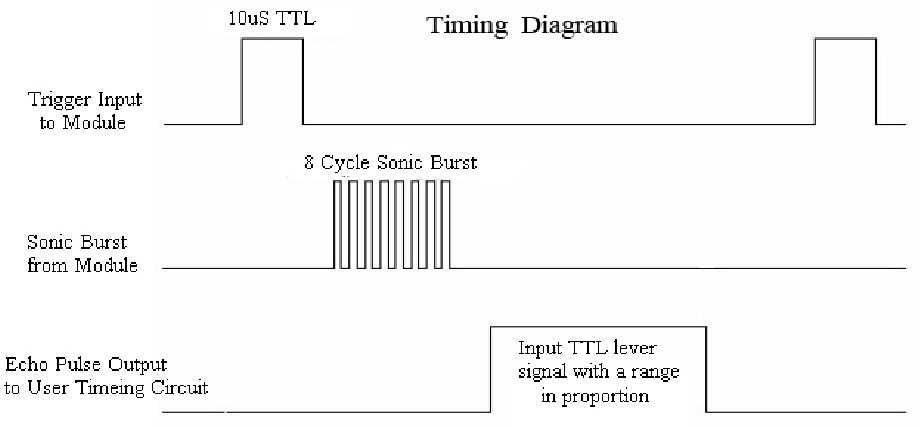 10uS TTL
Timing Diagram
Trigger Input
to Module
8 Cycle Sonic Burst
Sonic Burst
from Module
Echo Pulse Output
to User Timeing Circuit
Input TTL lever
signal with a range
in proportion